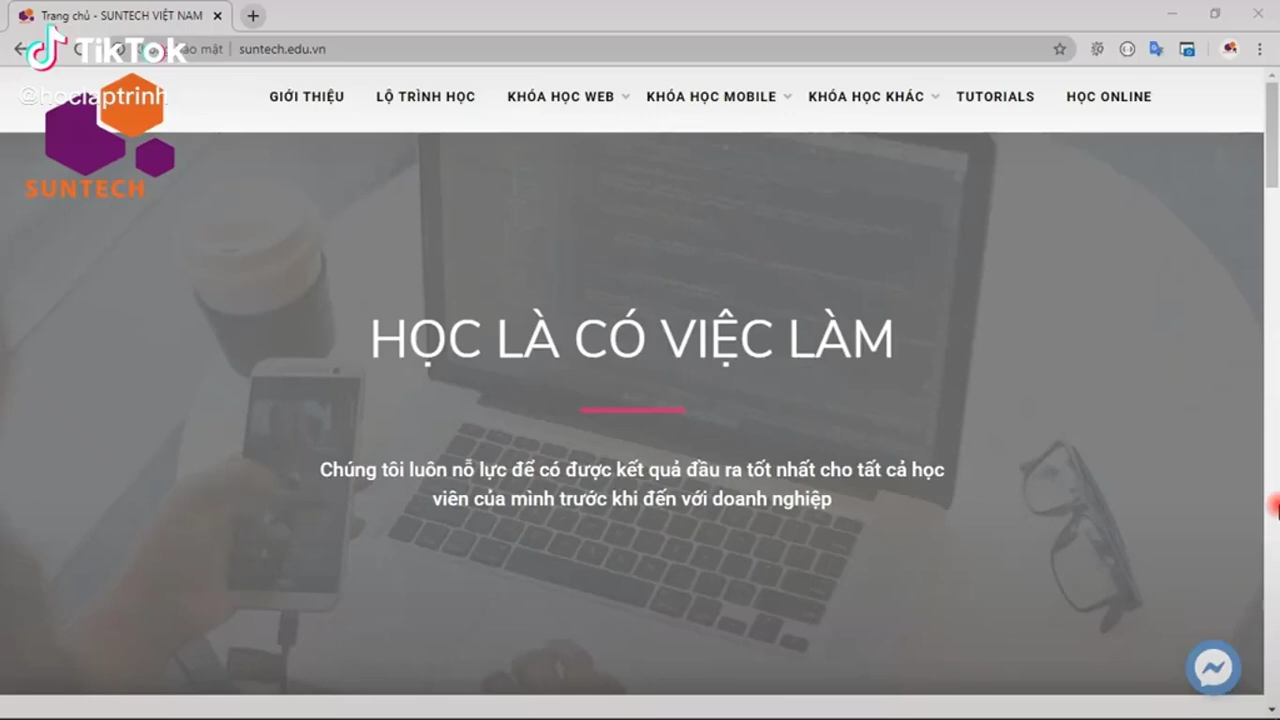 Trang chủ - SUNTECH VIỆT NAM
TikTok
suntech.edu.vn
@hoclaptrinh
GIỚI THIỆU LỘ TRÌNH HỌC KHÓA HỌC WEB KHÓA HỌC MOBILE KHÓA HỌC KHÁC TUTORIALS HỌC ONLINE
SUNTECH
HỌC LÀ CÓ VIỆC LÀM
Chúng tôi luôn nỗ lực để có được kết quả đầu ra tốt nhất cho tất cả học
viên của mình trước khi đến với doanh nghiệp